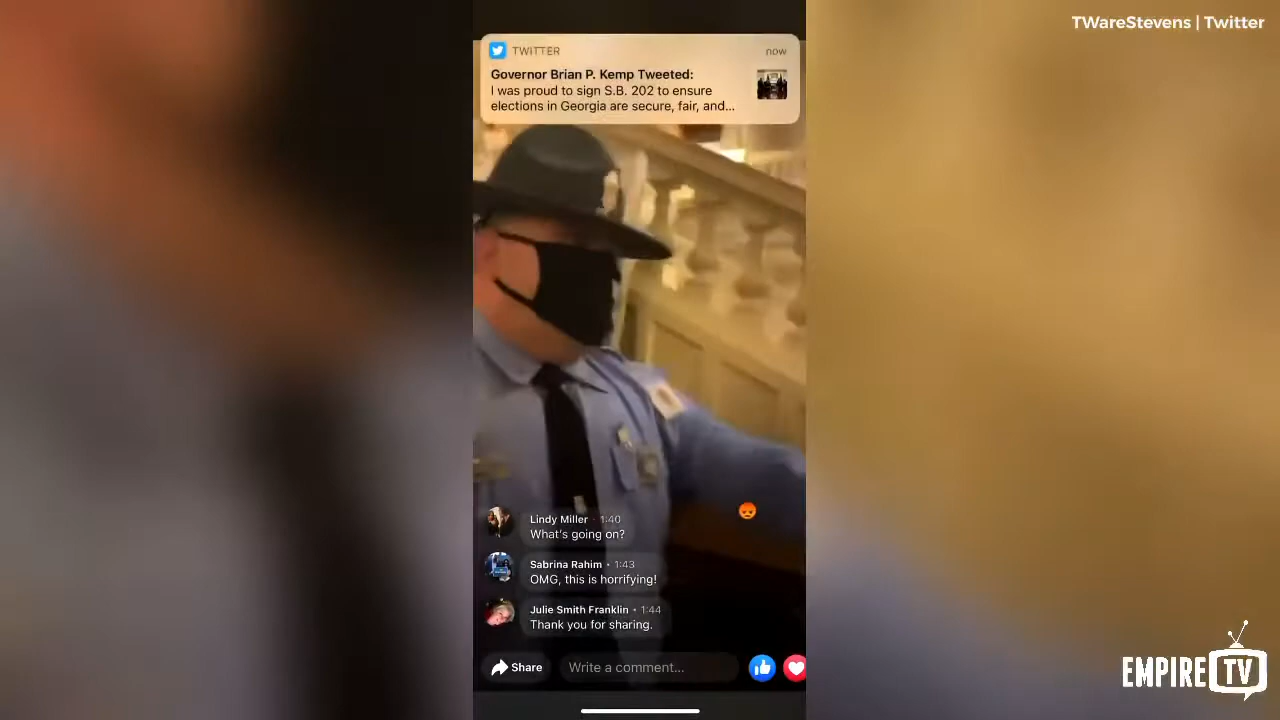 TWareStevens | Twitter
TWITTER
now
Governor Brian P. Kemp Tweeted:
I was proud to sign S.B. 202 to ensure
elections in Georgia are secure, fair, and...
Lindy Miller · 1:40
What's going on?
Sabrina Rahim • 1:43
OMG, this is horrifying!
Julie Smith Franklin • 1:44
Thank you for sharing.
Share
Write a comment...
EMPIRE TV